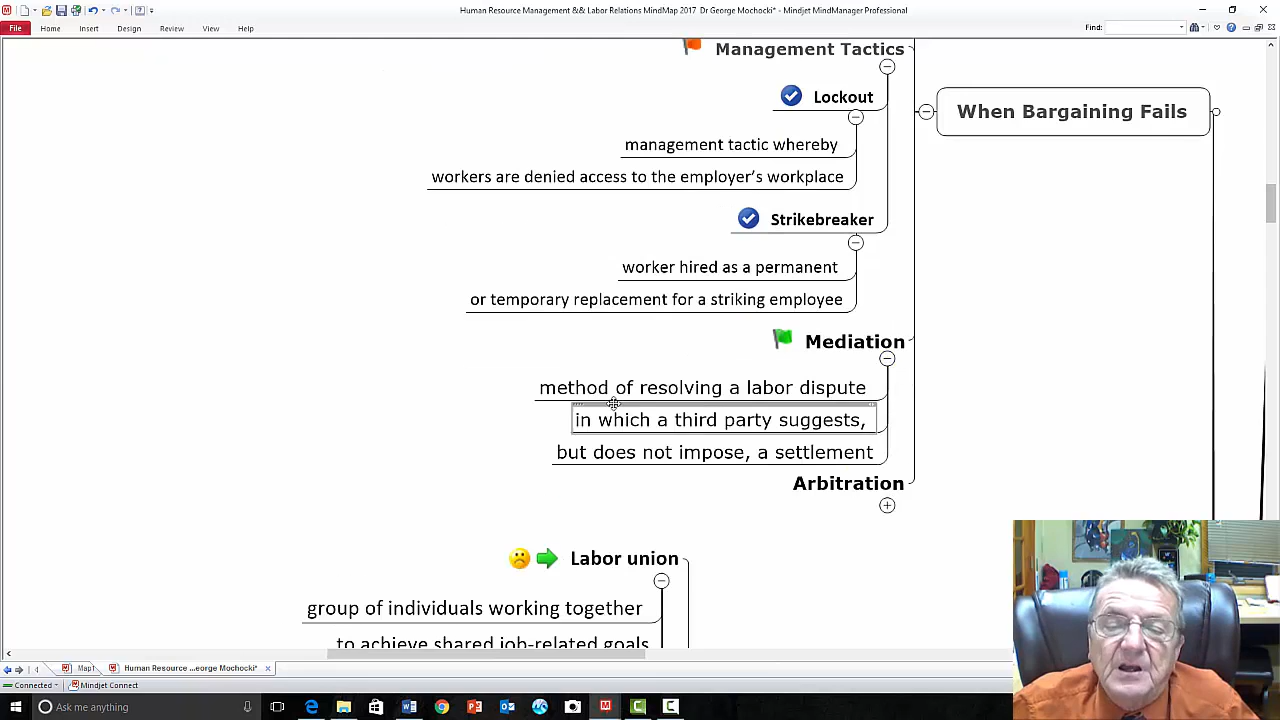 Human Resource Management && Labor Relations MindMap 2017 Dr George Mochocki* - Mindjet MindManager Professional
File Home Insert Design Review View Help Find:
Management Tactics
When Bargaining Fails
Lockout
management tactic whereby
workers are denied access to the employer's workplace
Strikebreaker
worker hired as a permanent
or temporary replacement for a striking employee
Mediation
method of resolving a labor dispute
in which a third party suggests,
but does not impose, a settlement
Arbitration
Labor union
group of individuals working together
to achieve shared job-related goals
Map1 Human Resource ...eorge Mochocki*
Connected Mindjet Connect
Ask me anything